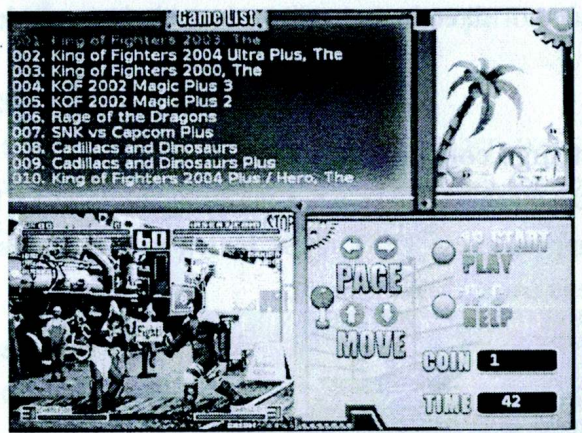 Game List
001. King of Fighters 2003, The
002. King of Fighters 2004 Ultra Plus, The
003. King of Fighters 2000, The
004. KOF 2002 Magic Plus 3
005. KOF 2002 Magic Plus 2
006. Rage of the Dragons
007. SNK vs Capcom Plus
008. Cadillacs and Dinosaurs
009. Cadillacs and Dinosaurs Plus
010. King of Fighters 2004 Plus / Hero, The
STOP
60
PAGE
MOVE
1P START
PLAY
HELP
COIN 1
TIME 42